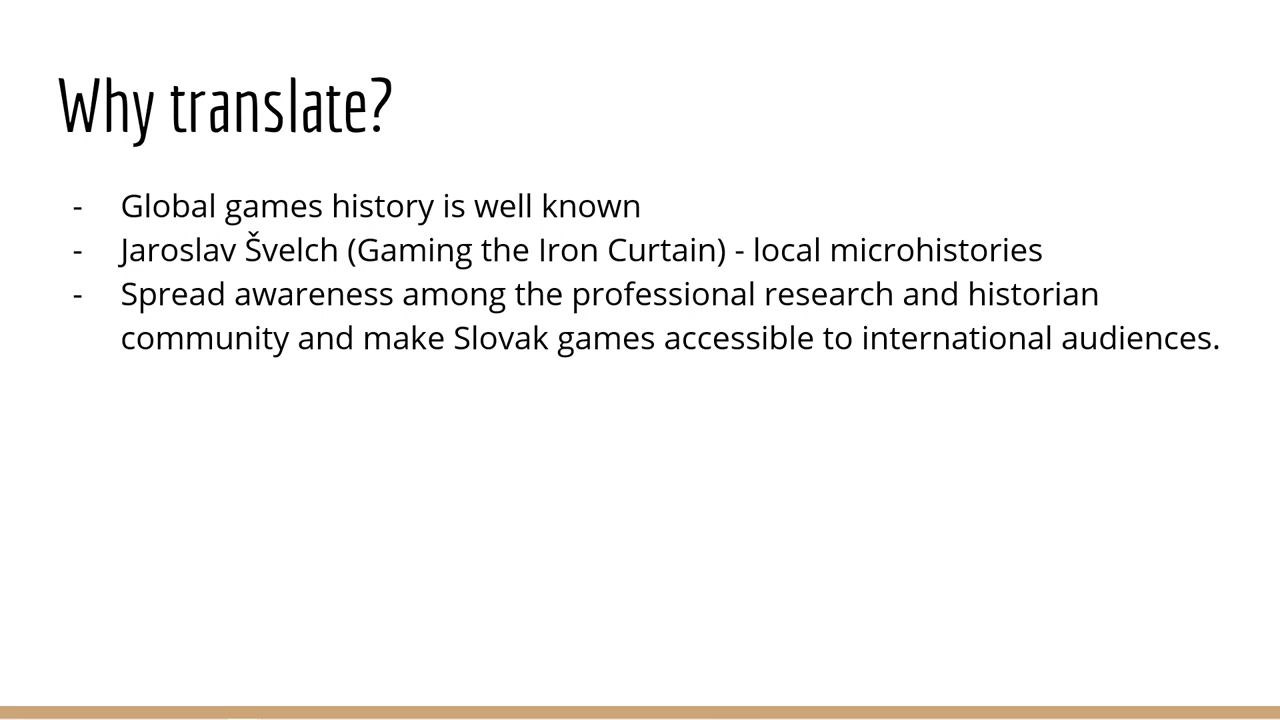 Why translate?
- Global games history is well known
- Jaroslav Švelch (Gaming the Iron Curtain) - local microhistories
- Spread awareness among the professional research and historian
community and make Slovak games accessible to international audiences.